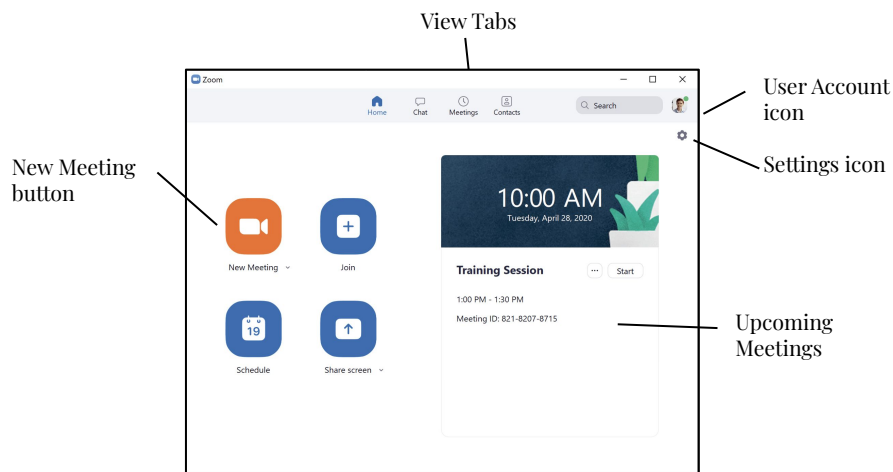 View Tabs
Zoom
Home Chat Meetings Contacts
Search
User Account
icon
Settings icon
New Meeting
button
10:00 AM
Tuesday, April 28, 2020
New Meeting
Join
Training Session
... Start
1:00 PM - 1:30 PM
Meeting ID: 821-8207-8715
19
Schedule
Share screen
Upcoming
Meetings